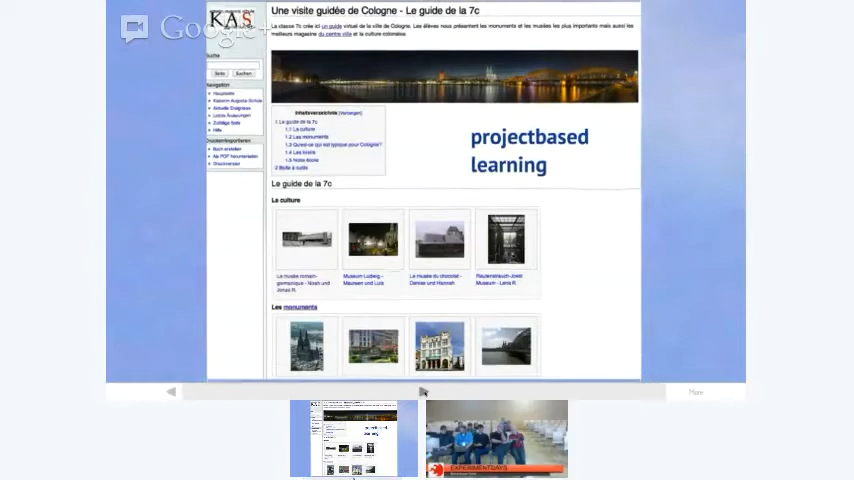 KAS
Google+
Suche
Seite
Suchen
Navigation
Hauptseite
Kaiserin-Augusta-Schule
Aktuelle Ereignisse
Letzte Änderungen
Zufällige Seite
Hilfe
Drucken/exportieren
Buch erstellen
Als PDF herunterladen
Druckversion
Une visite guidée de Cologne - Le guide de la 7c
La classe 7c crée ici un guide virtuel de la ville de Cologne. Les élèves nous présentent les monuments et les musées les plus importants mais aussi les
meilleurs magasins du centre ville et la culture colonaise.
Inhaltsverzeichnis [Verbergen]
1 Le guide de la 7c
1.1 La culture
1.2 Les monuments
1.3 Qu'est-ce qui est typique pour Cologne?
1.4 Les loisirs
1.5 Notre école
2 Boîte à outils
projectbased
learning
Le guide de la 7c
La culture
Le musée romain-
germanique - Noah und
Museum Ludwig -
Maureen und Luis
Le musée du chocolat -
Denise und Hannah
Rautenstrauch-Joest
Museum - Lena R.
Les monuments
More
EXPERIMENTDAYS